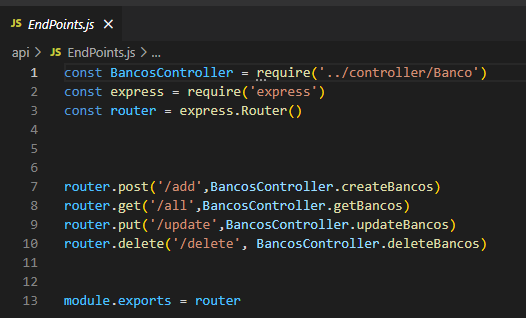 JS EndPoints.js ×
api > JS EndPoints.js > ...
1 const BancosController = require('../controller/Banco')
2 const express = require('express')
3 const router = express.Router()
4
5
6
7 router.post('/add',BancosController.createBancos)
8 router.get('/all',BancosController.getBancos)
9 router.put('/update',BancosController.updateBancos)
10 router.delete('/delete', BancosController.deleteBancos)
11
12
13 module.exports = router